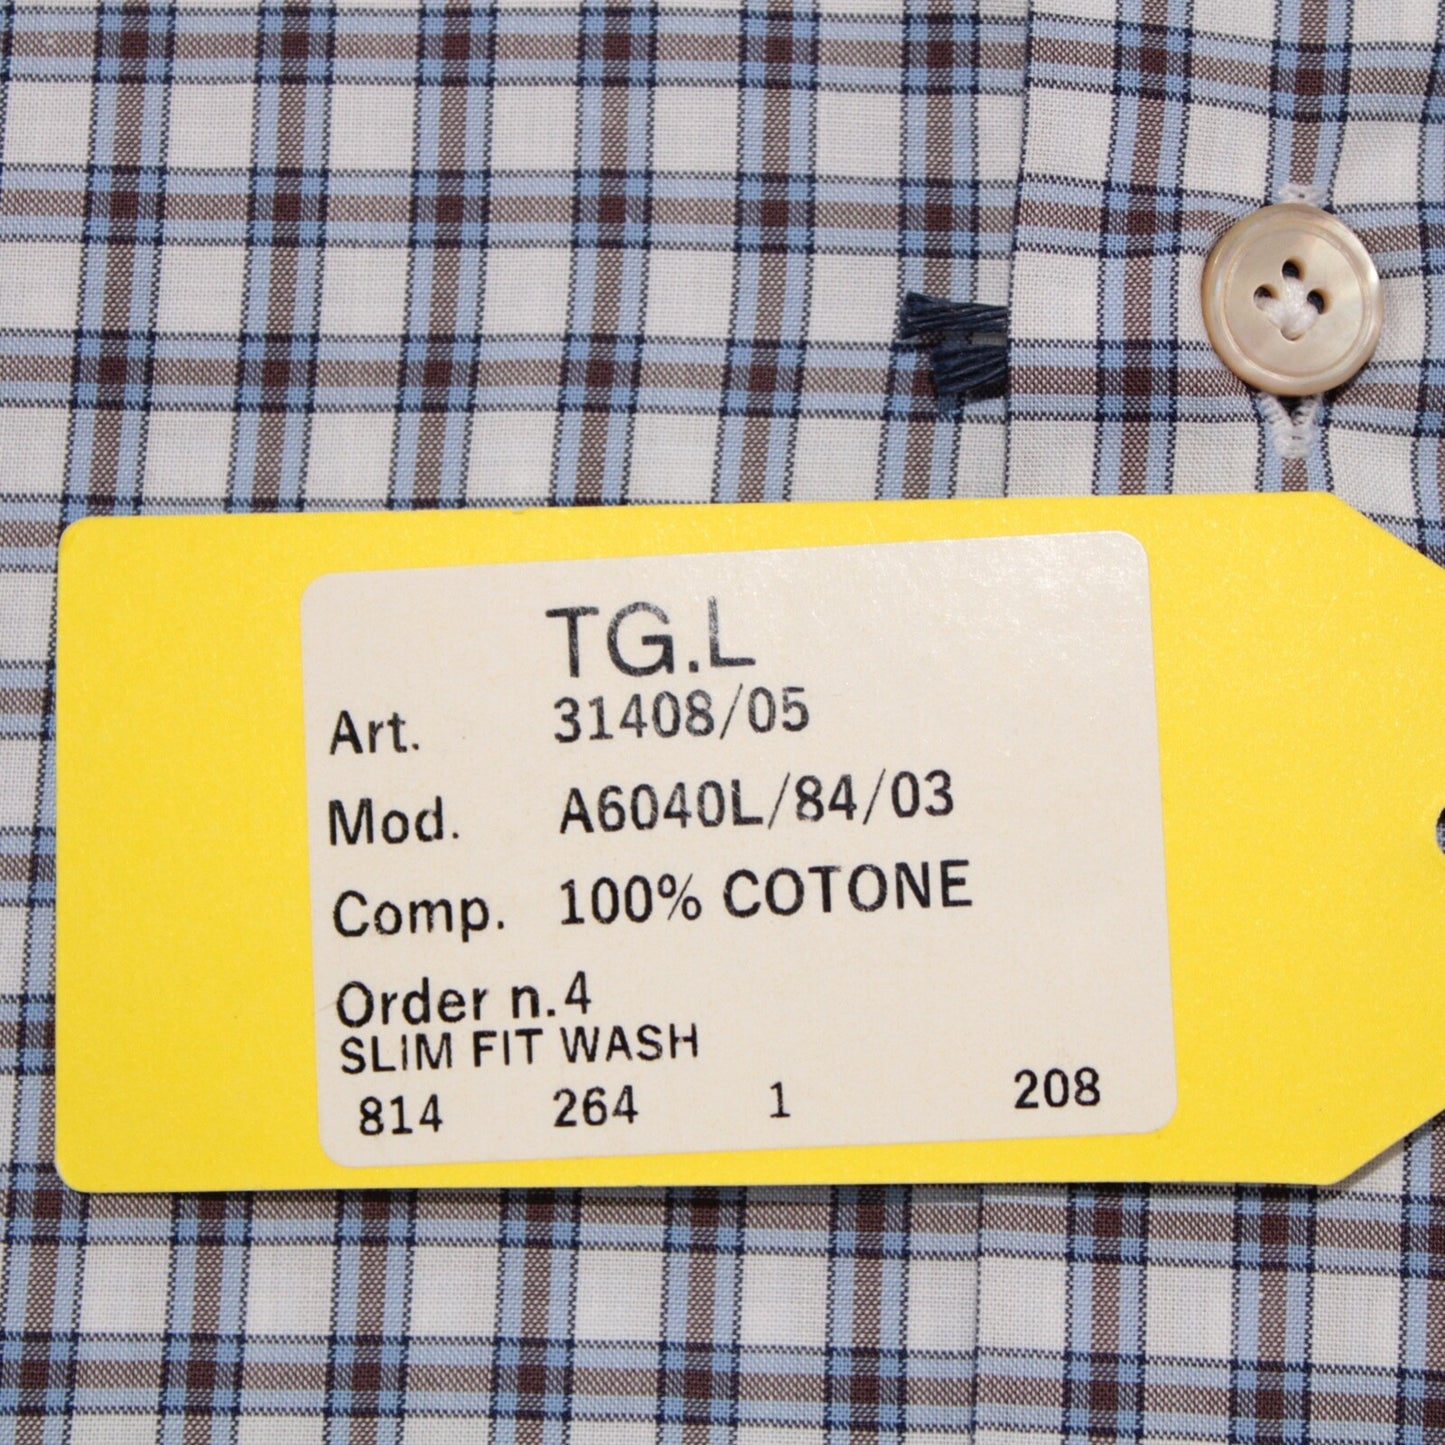 TG.L
Art. 31408/05
Mod. A6040L/84/03
Comp. 100% COTONE
Order n.4
SLIM FIT WASH
814 264 1 208